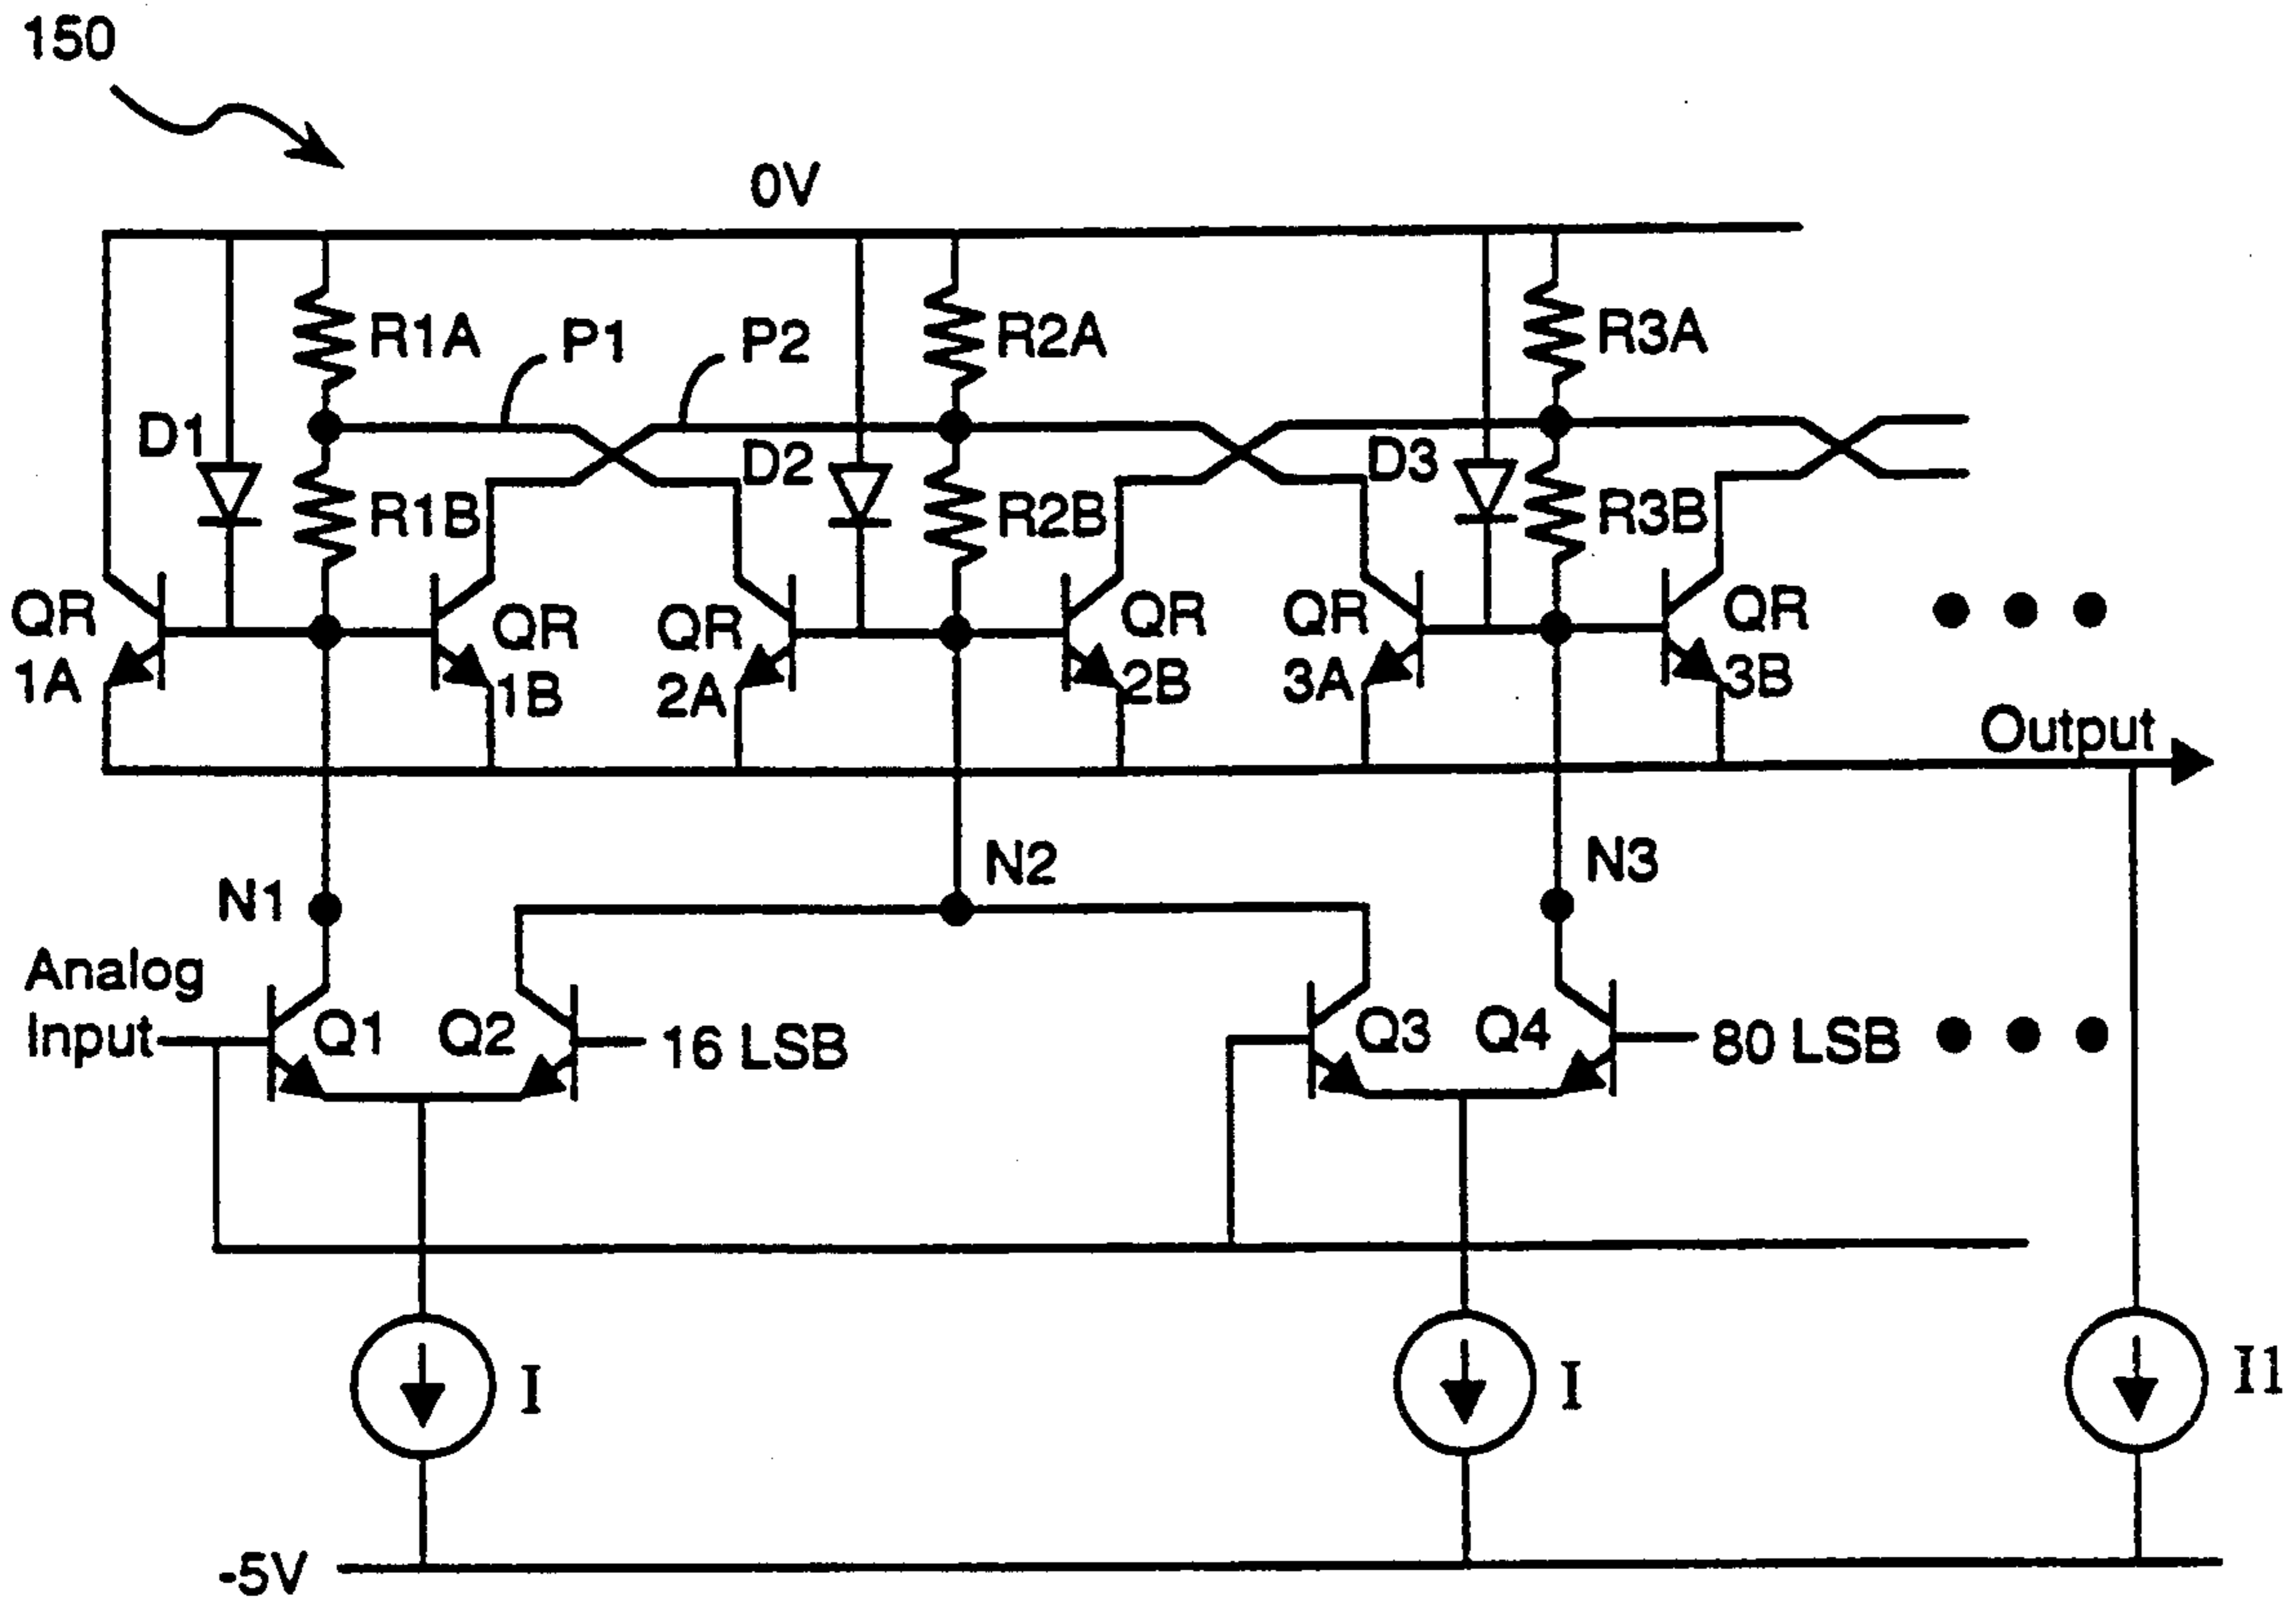 150
0V
R1A
P1
P2
R2A
R3A
D1
D2
D3
R1B
R2B
R3B
QR
1A
QR
1B
QR
2A
QR
2B
QR
3A
QR
3B
Output
N1
N2
N3
Analog
Input
Q1
Q2
16 LSB
Q3
Q4
80 LSB
I
I
I1
-5V